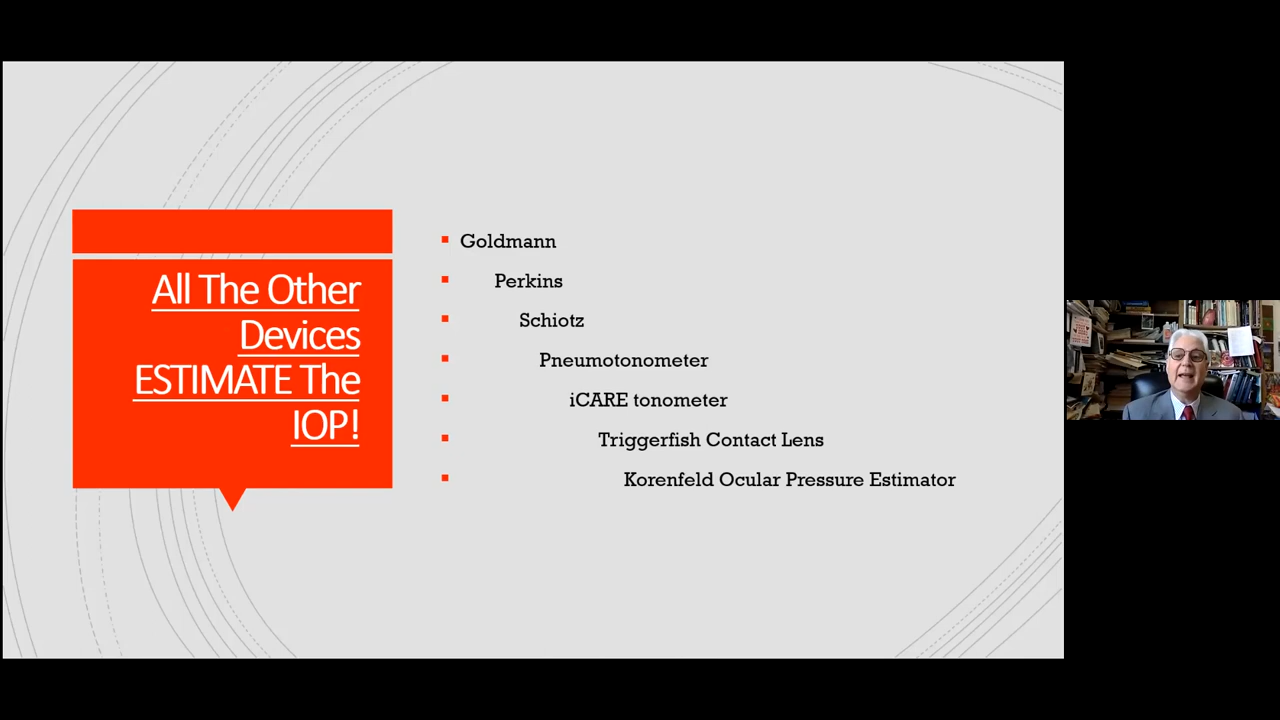 All The Other
Devices
ESTIMATE The
IOP!
Goldmann
Perkins
Schiotz
Pneumotonometer
iCARE tonometer
Triggerfish Contact Lens
Korenfeld Ocular Pressure Estimator